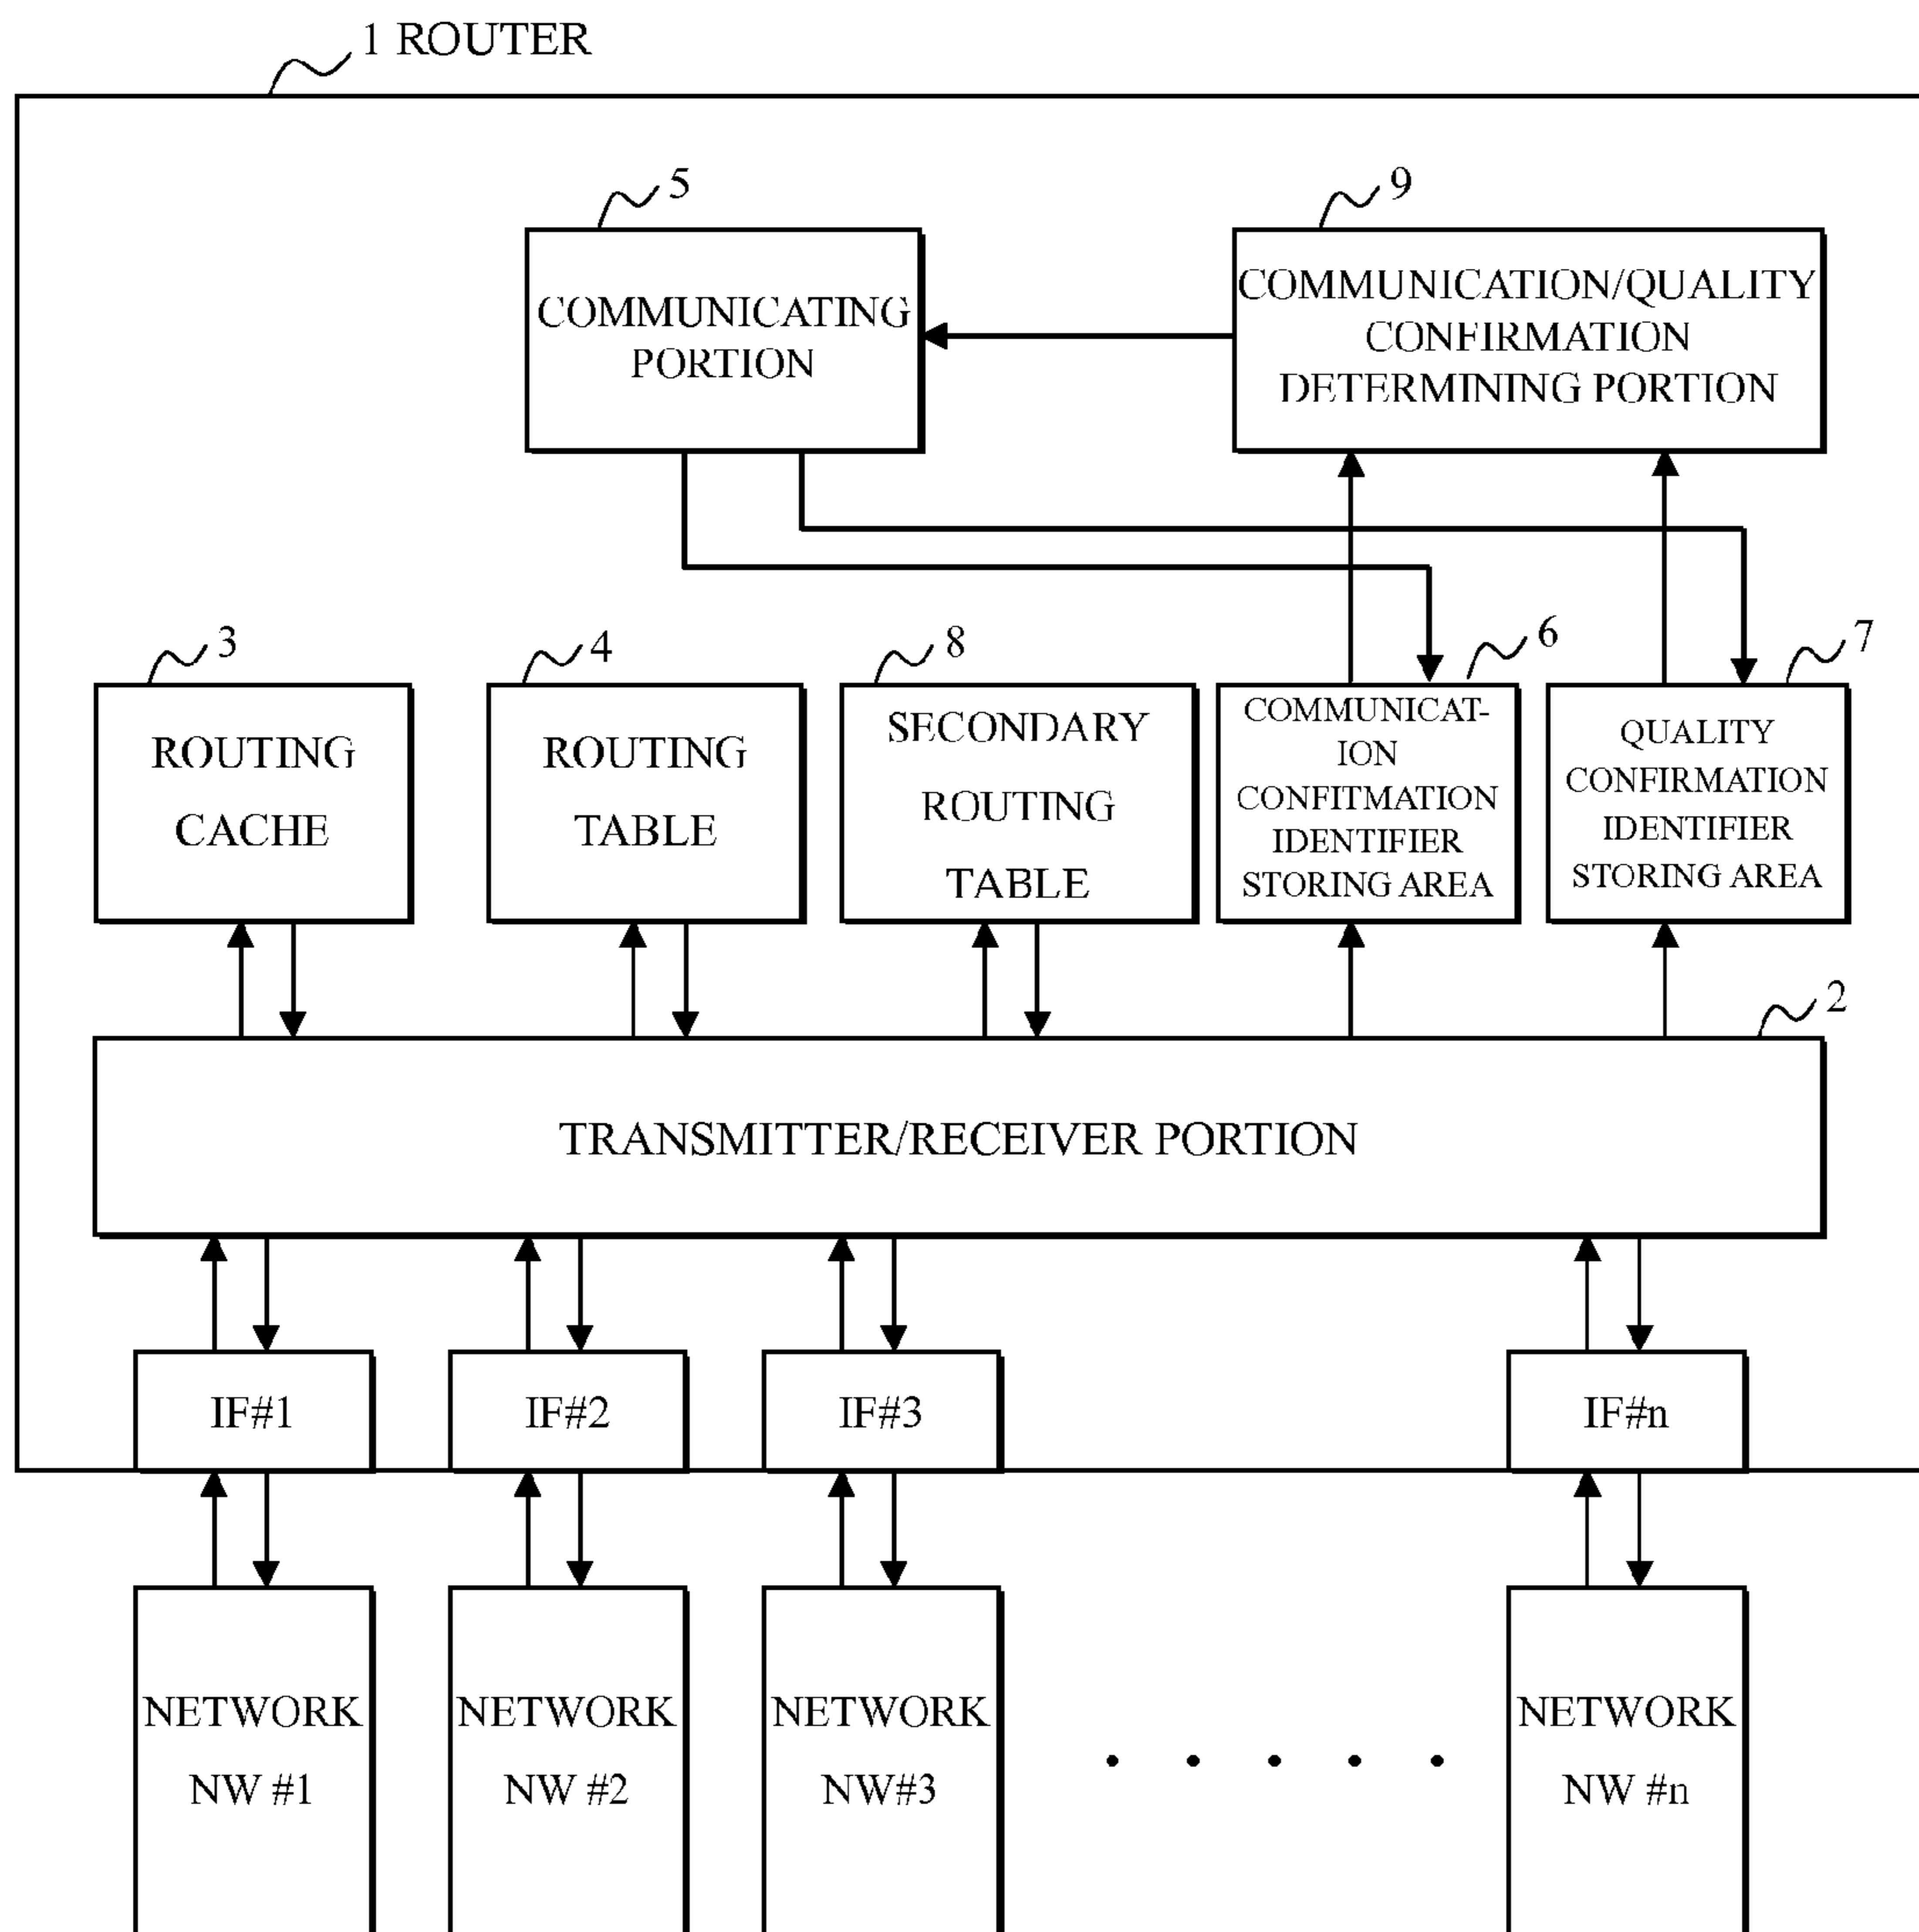 1 ROUTER
5
9
COMMUNICATING
PORTION
COMMUNICATION/QUALITY
CONFIRMATION
DETERMINING PORTION
3
4
8
6
7
ROUTING
CACHE
ROUTING
TABLE
SECONDARY
ROUTING
TABLE
COMMUNICAT-
ION
CONFITMATION
IDENTIFIER
STORING AREA
QUALITY
CONFIRMATION
IDENTIFIER
STORING AREA
2
TRANSMITTER/RECEIVER PORTION
IF#1
IF#2
IF#3
IF#n
NETWORK
NW #1
NETWORK
NW #2
NETWORK
NW#3
. . . . .
NETWORK
NW #n